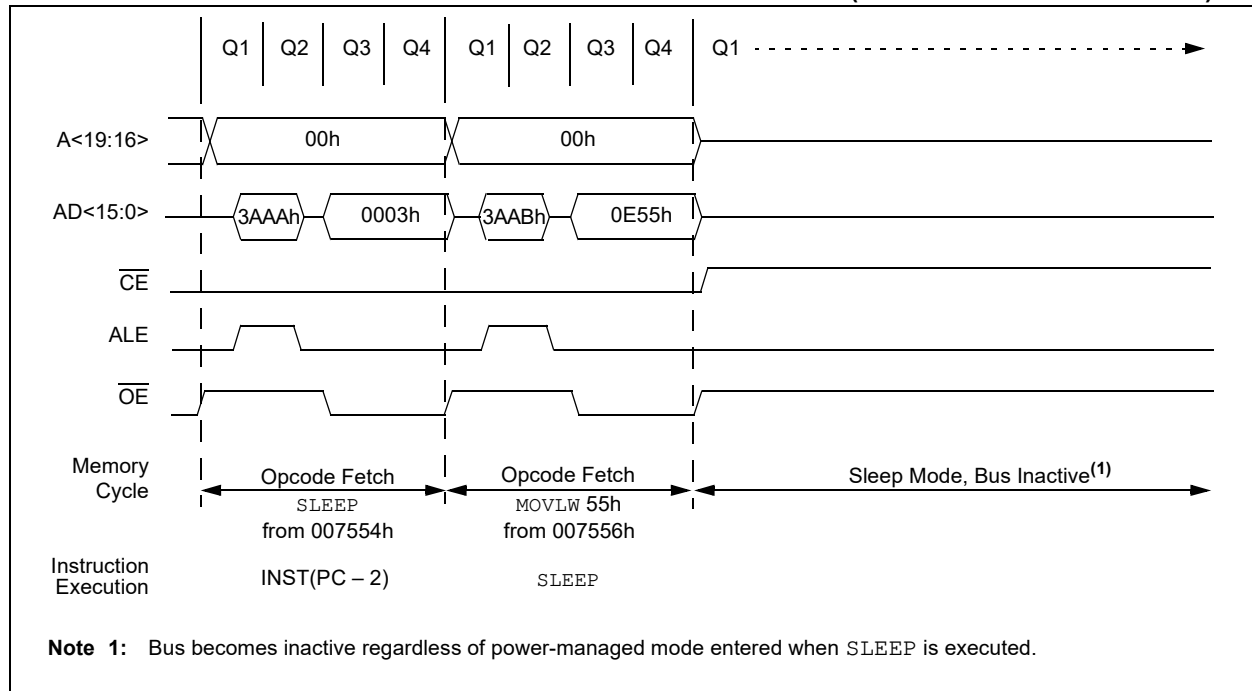 Q1 Q2 Q3 Q4 Q1 Q2 Q3 Q4 Q1
A<19:16> 00h 00h
AD<15:0> 3AAAh 0003h 3AABh 0E55h
CE
ALE
OE
Memory
Cycle
Opcode Fetch
SLEEP
from 007554h
Opcode Fetch
MOVLW 55h
from 007556h
Sleep Mode, Bus Inactive(1)
Instruction
Execution
INST(PC – 2) SLEEP
Note 1: Bus becomes inactive regardless of power-managed mode entered when SLEEP is executed.